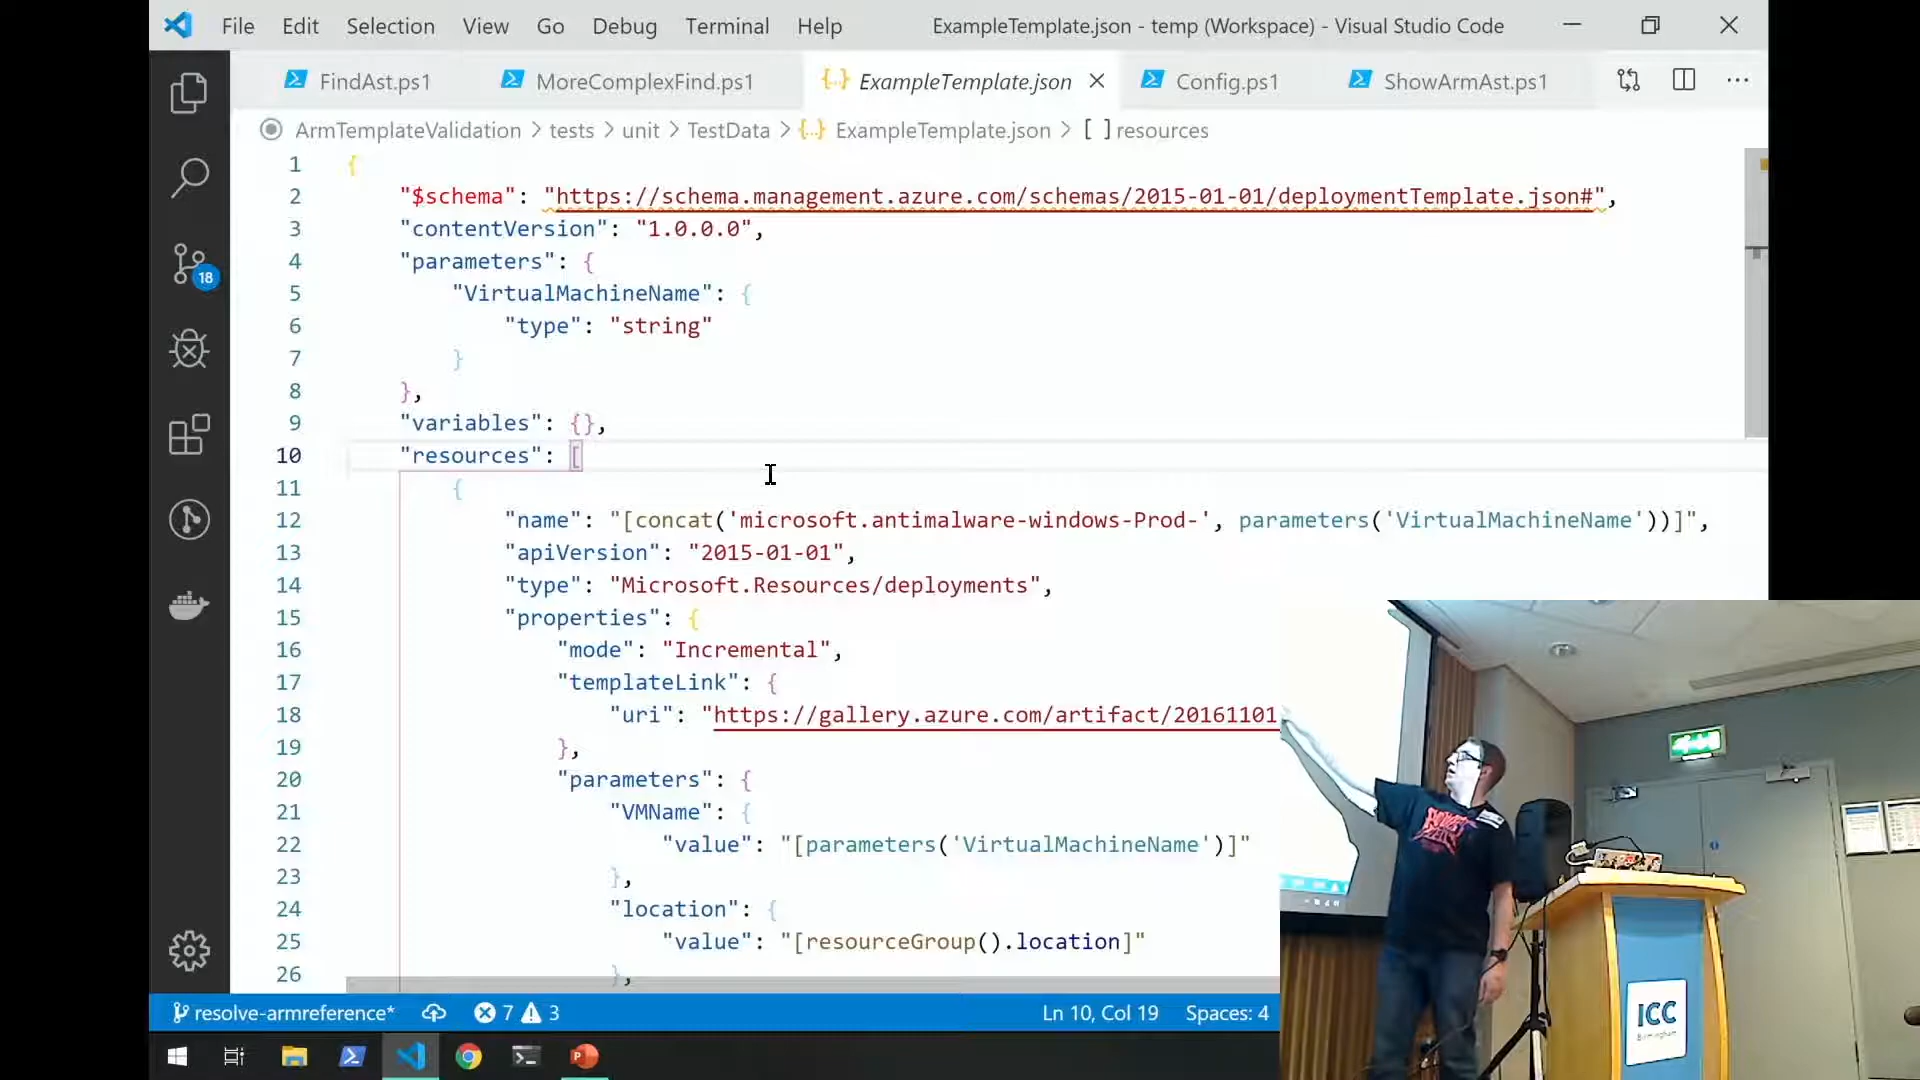 File Edit Selection View Go Debug Terminal Help ExampleTemplate.json - temp (Workspace) - Visual Studio Code
FindAst.ps1 MoreComplexFind.ps1 {..} ExampleTemplate.json Config.ps1 ShowArmAst.ps1
ArmTemplateValidation > tests > unit > TestData > {..} ExampleTemplate.json > [ ] resources
1 {
2 "$schema": "https://schema.management.azure.com/schemas/2015-01-01/deploymentTemplate.json#",
3 "contentVersion": "1.0.0.0",
4 "parameters": {
5 "VirtualMachineName": {
6 "type": "string"
7 }
8 },
9 "variables": {},
10 "resources": [
11 {
12 "name": "[concat('microsoft.antimalware-windows-Prod-', parameters('VirtualMachineName'))]",
13 "apiVersion": "2015-01-01",
14 "type": "Microsoft.Resources/deployments",
15 "properties": {
16 "mode": "Incremental",
17 "templateLink": {
18 "uri": "https://gallery.azure.com/artifact/20161101
19 },
20 "parameters": {
21 "VMName": {
22 "value": "[parameters('VirtualMachineName')]"
23 },
24 "location": {
25 "value": "[resourceGroup().location]"
26 },
18
resolve-armreference* 7 3 Ln 10, Col 19 Spaces: 4
ICC
Birmingham